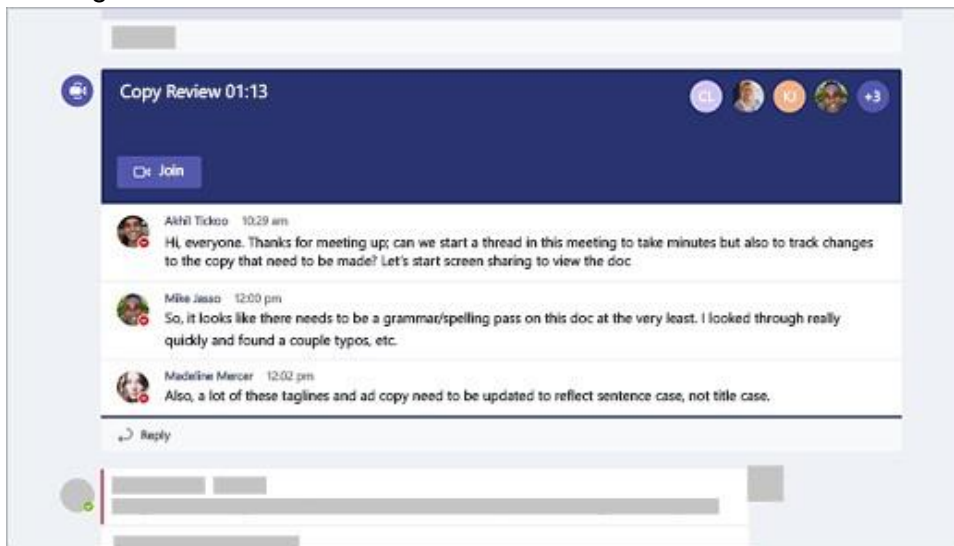 Copy Review 01:13
CL
KJ
+3
Join
Akhil Tickoo 10:29 am
Hi, everyone. Thanks for meeting up; can we start a thread in this meeting to take minutes but also to track changes
to the copy that need to be made? Let's start screen sharing to view the doc
Mike Jasso 12:00 pm
So, it looks like there needs to be a grammar/spelling pass on this doc at the very least. I looked through really
quickly and found a couple typos, etc.
Madeline Mercer 12:02 pm
Also, a lot of these taglines and ad copy need to be updated to reflect sentence case, not title case.
Reply